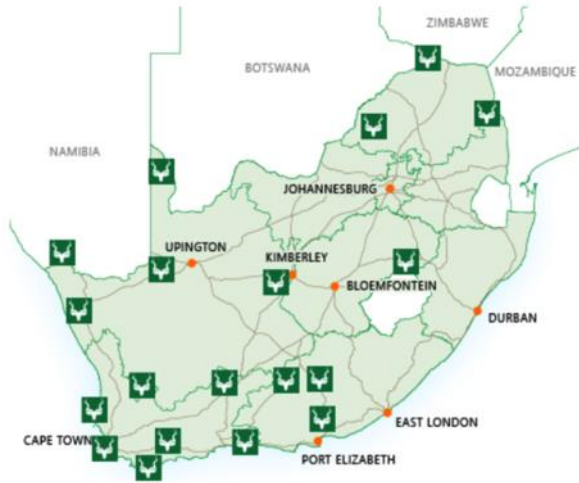 ZIMBABWE
BOTSWANA
MOZAMBIQUE
NAMIBIA
JOHANNESBURG
UPINGTON
KIMBERLEY
BLOEMFONTEIN
DURBAN
EAST LONDON
CAPE TOWN
PORT ELIZABETH